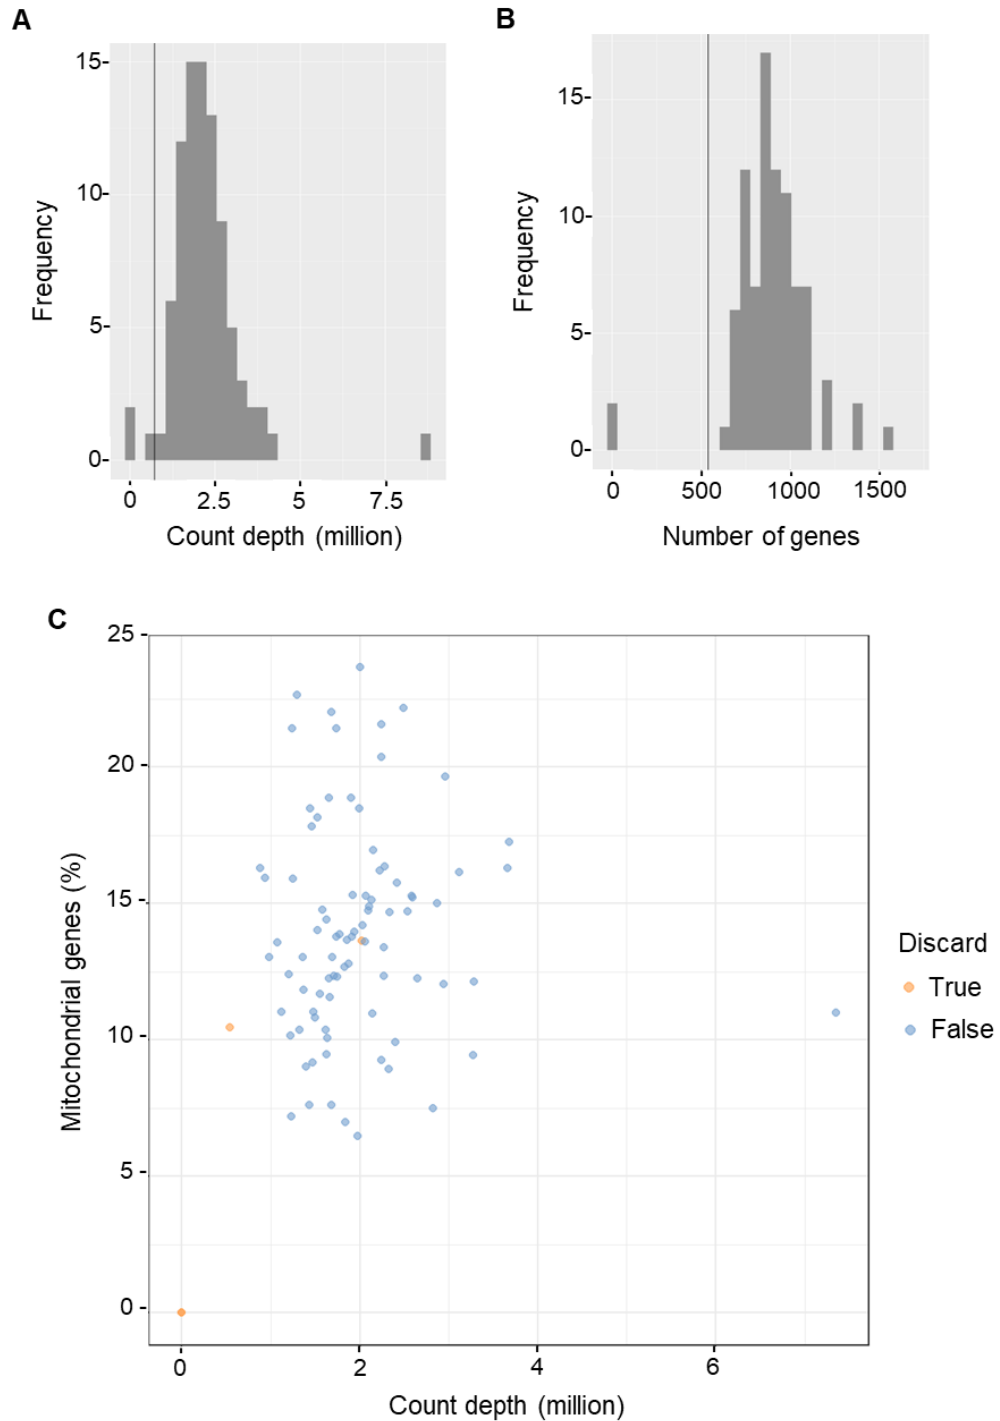 A
Frequency
15-
10-
5-
0-
0
2.5
5
7.5
Count depth (million)
B
Frequency
15-
10-
5-
0-
0
500
1000
1500
Number of genes
C
Mitochondrial genes (%)
25
20
15
10
5
0
0
2
4
6
Count depth (million)
Discard
True
False